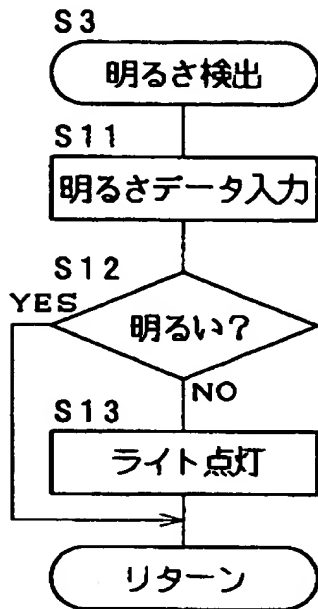 S3
明るさ検出
S11
明るさデータ入力
S12
YES
明るい?
NO
S13
ライト点灯
リターン